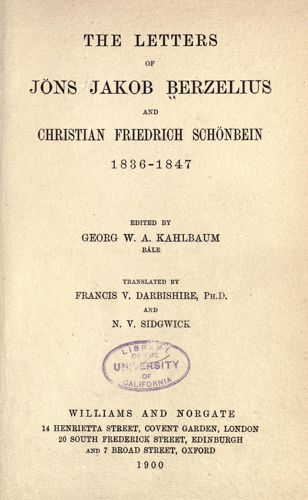 THE LETTERS
OF
JÖNS JAKOB BERZELIUS
AND
CHRISTIAN FRIEDRICH SCHÖNBEIN
1836-1847
EDITED BY
GEORG W. A. KAHLBAUM
BÂLE
TRANSLATED BY
FRANCIS V. DARBISHIRE, PH.D.
AND
N. V. SIDGWICK
LIBRARY
OF THE
UNIVERSITY
OF
CALIFORNIA
WILLIAMS AND NORGATE
14 HENRIETTA STREET, COVENT GARDEN, LONDON
20 SOUTH FREDERICK STREET, EDINBURGH
AND 7 BROAD STREET, OXFORD
1900